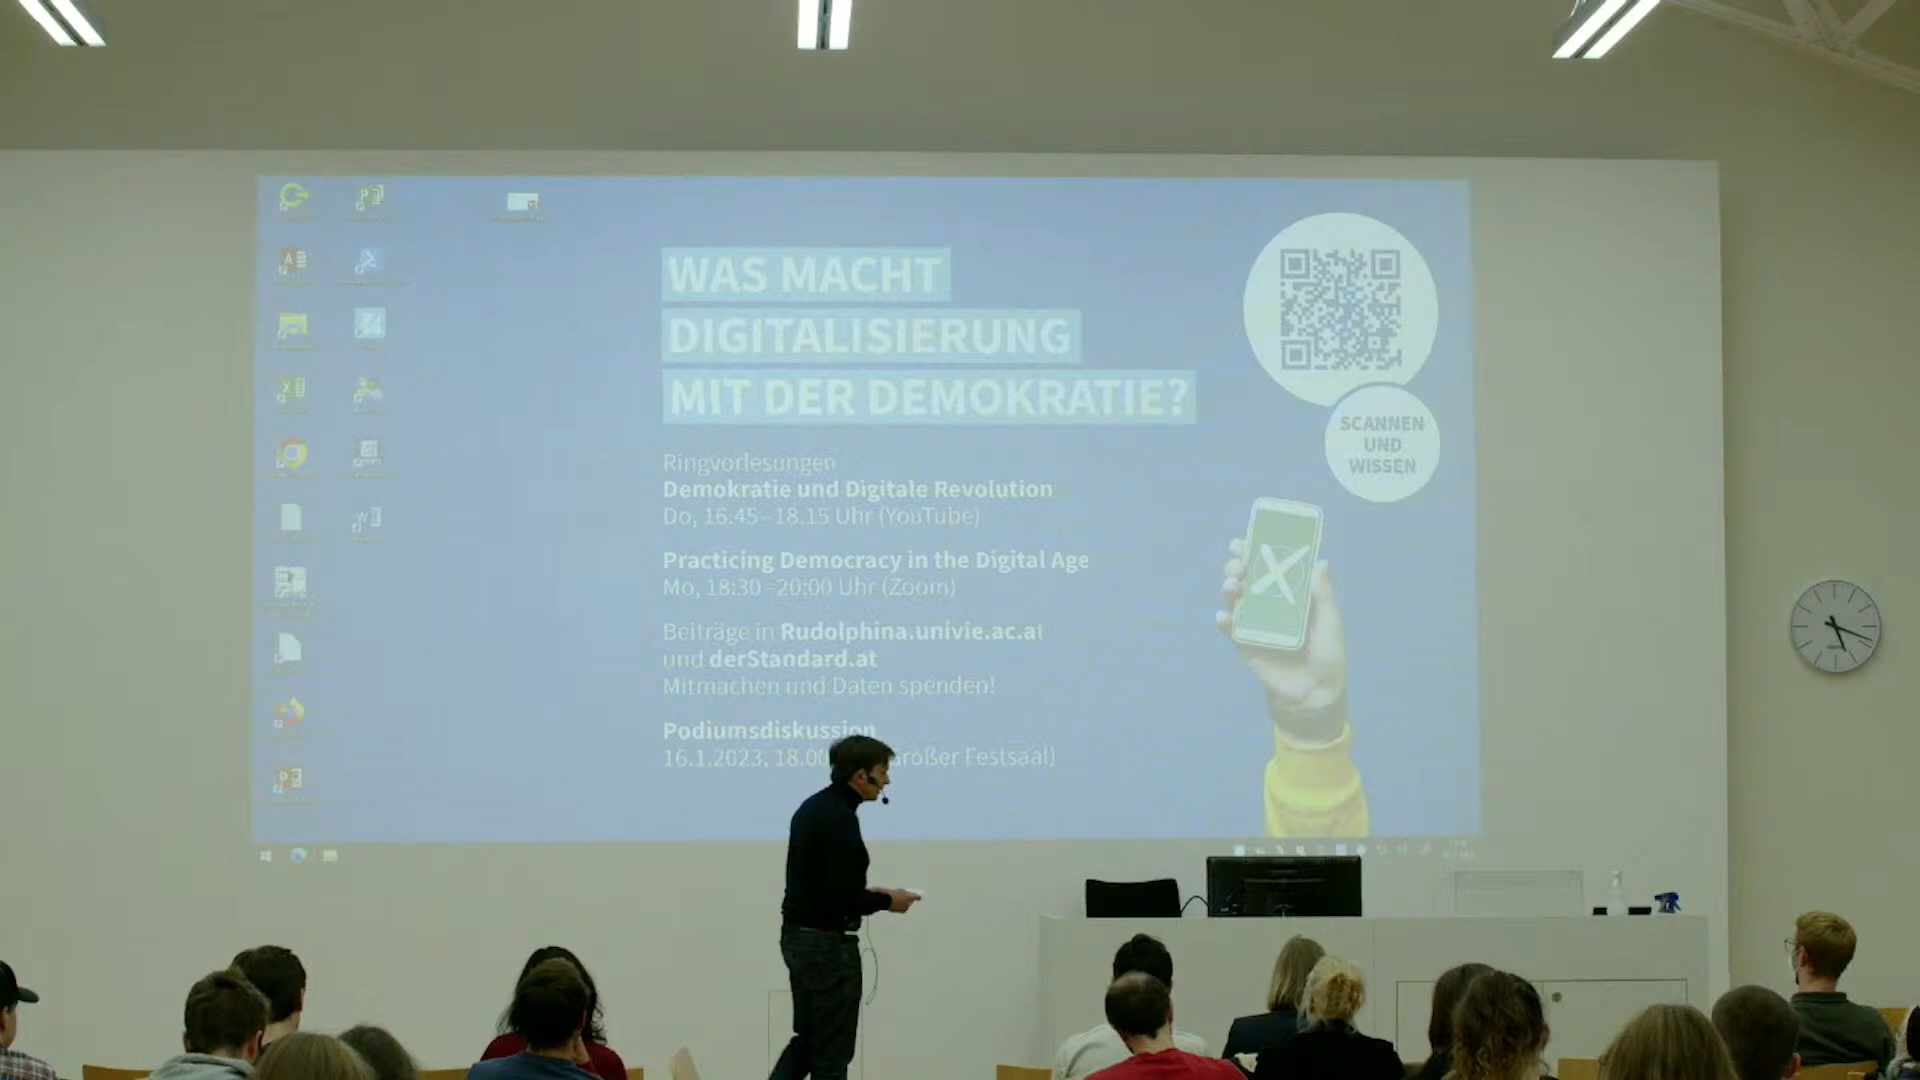 WAS MACHT
DIGITALISIERUNG
MIT DER DEMOKRATIE?
SCANNEN
UND
WISSEN
Ringvorlesungen
Demokratie und Digitale Revolution
Do, 16.45–18.15 Uhr (YouTube)
Practicing Democracy in the Digital Age
Mo, 18:30–20:00 Uhr (Zoom)
Beiträge in Rudolphina.univie.ac.at
und derStandard.at
Mitmachen und Daten spenden!
Podiumsdiskussion
16.1.2023, 18.00 Großer Festsaal)